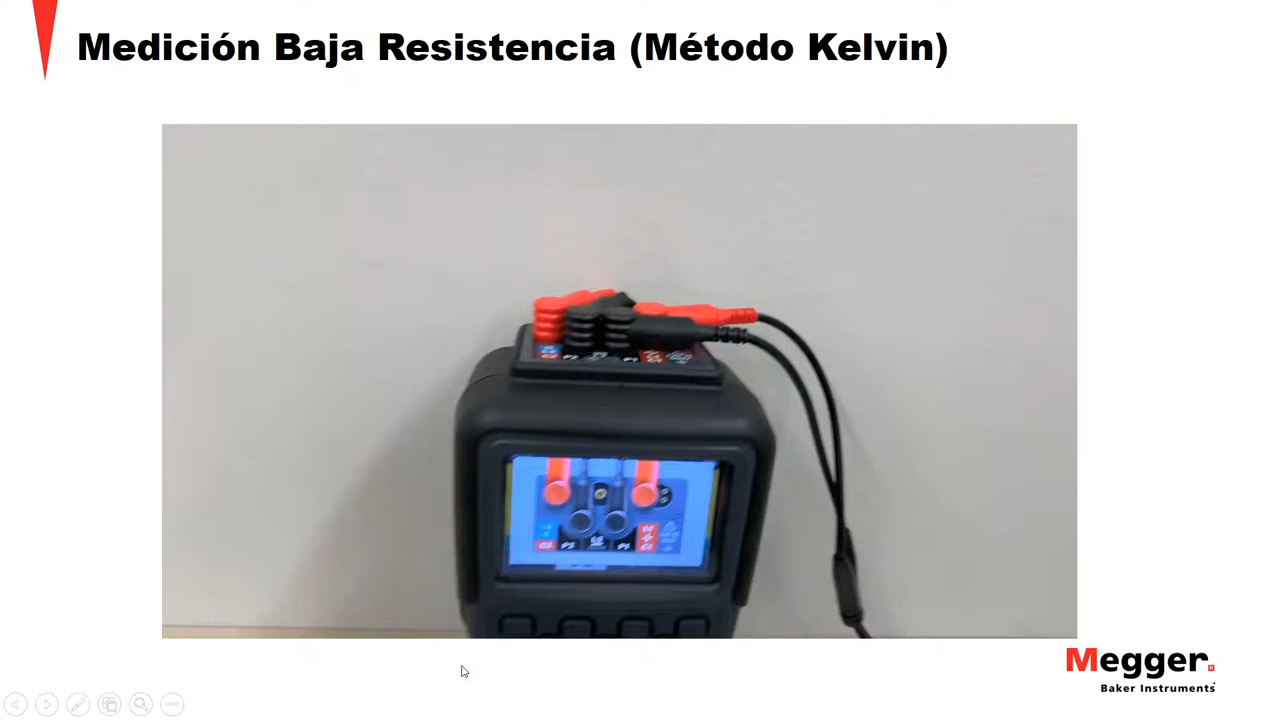 Medición Baja Resistencia (Método Kelvin)
Megger.
Baker Instruments